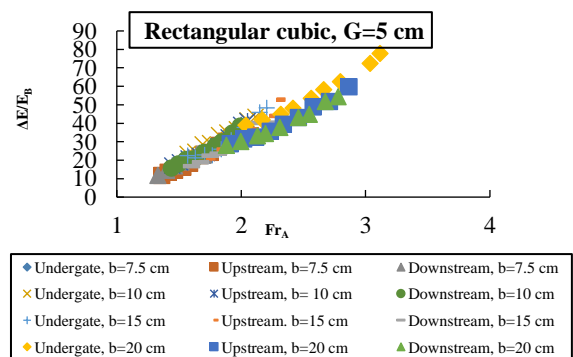 Rectangular cubic, G=5 cm
ΔE/E_B
90
80
70
60
50
40
30
20
10
0
1 2 3 4
Fr_A
Undergate, b=7.5 cm Upstream, b=7.5 cm Downstream, b=7.5 cm
Undergate, b=10 cm Upstream, b= 10 cm Downstream, b=10 cm
Undergate, b=15 cm Upstream. b=15 cm Downstream, b=15 cm
Undergate, b=20 cm Upstream, b=20 cm Downstream, b=20 cm